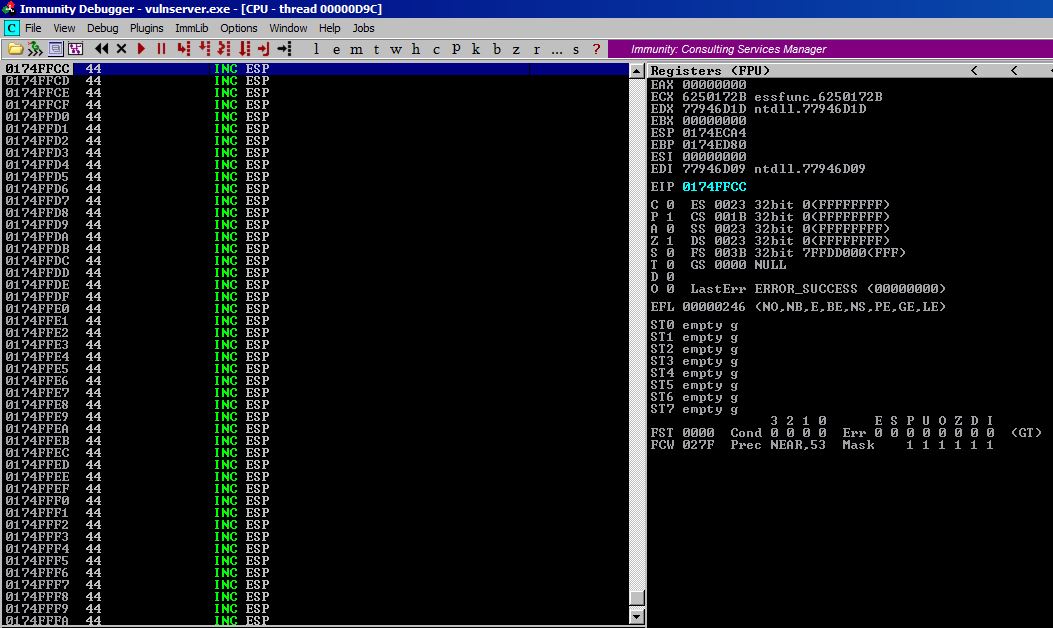 Immunity Debugger - vulnserver.exe - [CPU - thread 00000D9C]
C File View Debug Plugins ImmLib Options Window Help Jobs
l e m t w h c p k b z r ... s ? Immunity: Consulting Services Manager
0174FFCC 44 INC ESP
0174FFCD 44 INC ESP
0174FFCE 44 INC ESP
0174FFCF 44 INC ESP
0174FFD0 44 INC ESP
0174FFD1 44 INC ESP
0174FFD2 44 INC ESP
0174FFD3 44 INC ESP
0174FFD4 44 INC ESP
0174FFD5 44 INC ESP
0174FFD6 44 INC ESP
0174FFD7 44 INC ESP
0174FFD8 44 INC ESP
0174FFD9 44 INC ESP
0174FFDA 44 INC ESP
0174FFDB 44 INC ESP
0174FFDC 44 INC ESP
0174FFDD 44 INC ESP
0174FFDE 44 INC ESP
0174FFDF 44 INC ESP
0174FFE0 44 INC ESP
0174FFE1 44 INC ESP
0174FFE2 44 INC ESP
0174FFE3 44 INC ESP
0174FFE4 44 INC ESP
0174FFE5 44 INC ESP
0174FFE6 44 INC ESP
0174FFE7 44 INC ESP
0174FFE8 44 INC ESP
0174FFE9 44 INC ESP
0174FFEA 44 INC ESP
0174FFEB 44 INC ESP
0174FFEC 44 INC ESP
0174FFED 44 INC ESP
0174FFEE 44 INC ESP
0174FFEF 44 INC ESP
0174FFF0 44 INC ESP
0174FFF1 44 INC ESP
0174FFF2 44 INC ESP
0174FFF3 44 INC ESP
0174FFF4 44 INC ESP
0174FFF5 44 INC ESP
0174FFF6 44 INC ESP
0174FFF7 44 INC ESP
0174FFF8 44 INC ESP
0174FFF9 44 INC ESP
0174FFFA 44 INC ESP
Registers (FPU) < < <
EAX 00000000
ECX 6250172B essfunc.6250172B
EDX 77946D1D ntdll.77946D1D
EBX 00000000
ESP 0174ECA4
EBP 0174ED80
ESI 00000000
EDI 77946D09 ntdll.77946D09
EIP 0174FFCC
C 0 ES 0023 32bit 0(FFFFFFFF)
P 1 CS 001B 32bit 0(FFFFFFFF)
A 0 SS 0023 32bit 0(FFFFFFFF)
Z 1 DS 0023 32bit 0(FFFFFFFF)
S 0 FS 003B 32bit 7FFDD000(FFF)
T 0 GS 0000 NULL
D 0
O 0 LastErr ERROR_SUCCESS (00000000)
EFL 00000246 (NO,NB,E,BE,NS,PE,GE,LE)
ST0 empty g
ST1 empty g
ST2 empty g
ST3 empty g
ST4 empty g
ST5 empty g
ST6 empty g
ST7 empty g
3 2 1 0 E S P U O Z D I
FST 0000 Cond 0 0 0 0 Err 0 0 0 0 0 0 0 0 (GT)
FCW 027F Prec NEAR,53 Mask 1 1 1 1 1 1